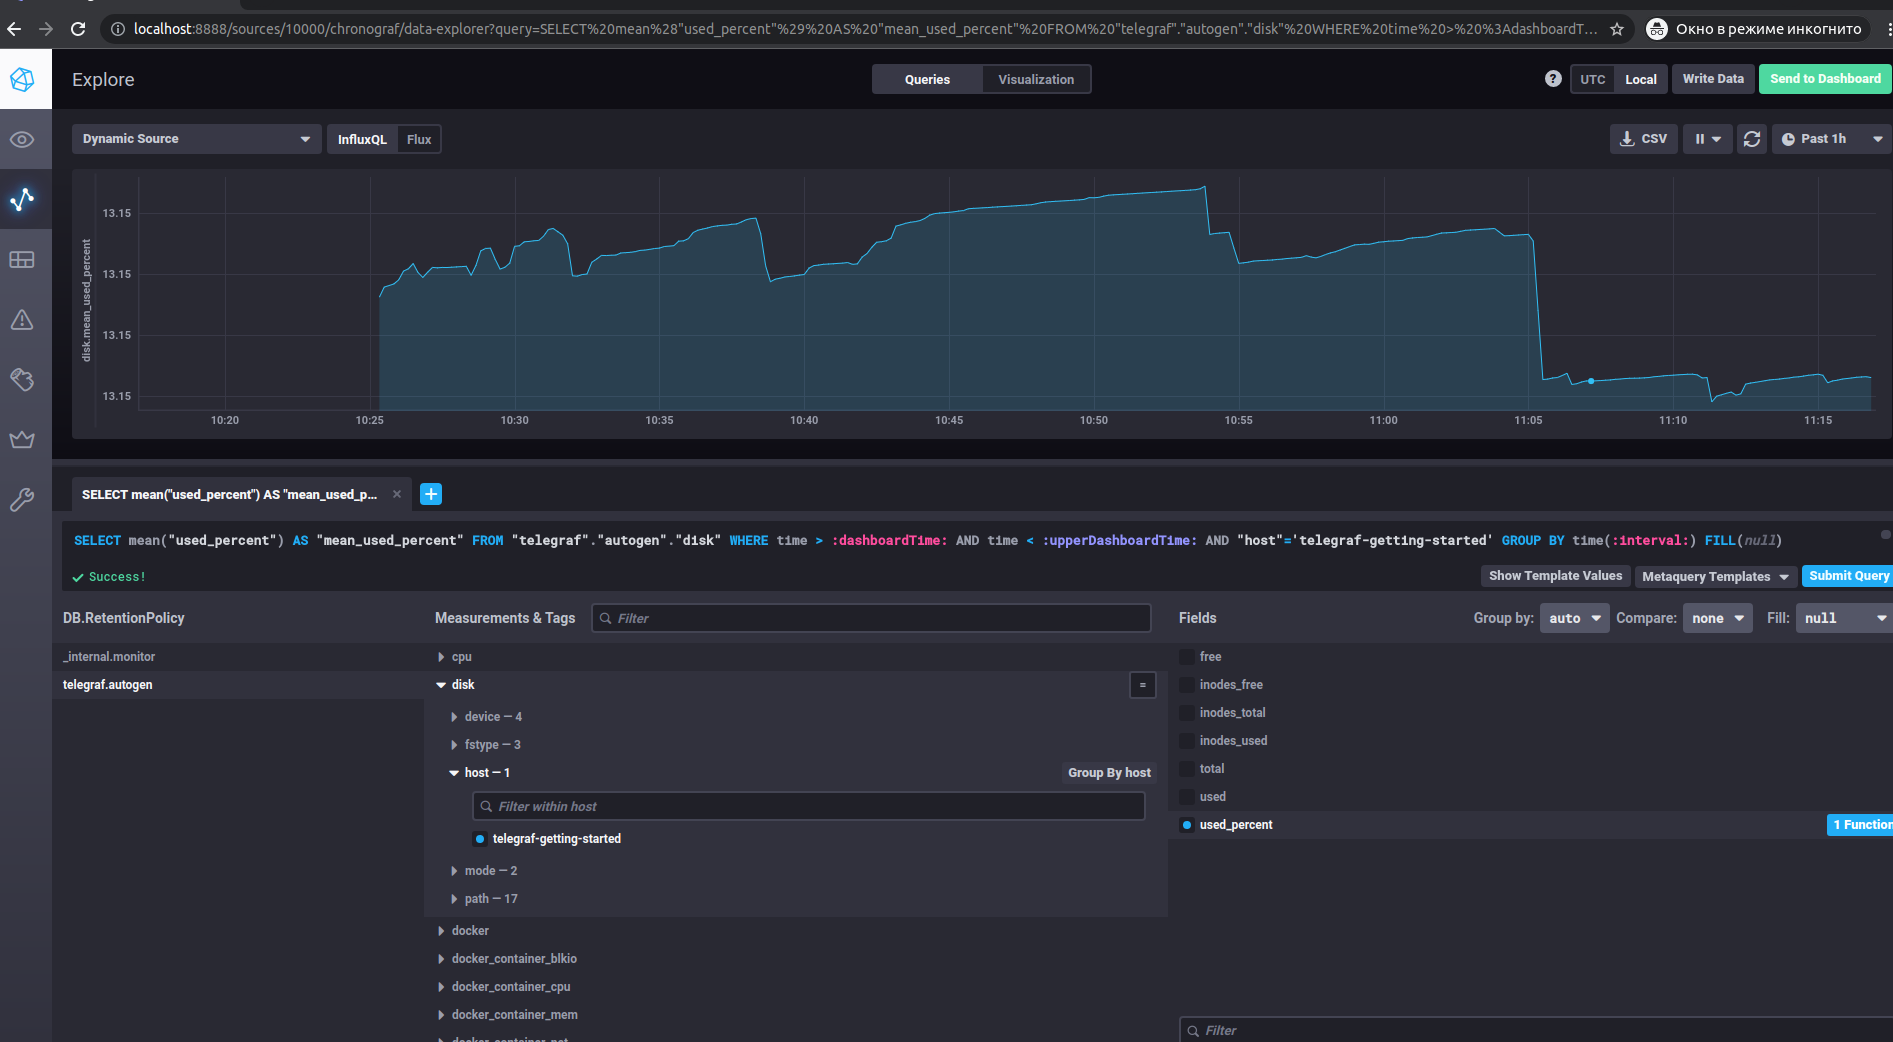 localhost:8888/sources/10000/chronograf/data-explorer?query=SELECT%20mean%28"used_percent"%29%20AS%20"mean_used_percent"%20FROM%20"telegraf"."autogen"."disk"%20WHERE%20time%20>%20%3AdashboardT...
Окно в режиме инкогнито
Explore
Queries
Visualization
?
UTC
Local
Write Data
Send to Dashboard
Dynamic Source
InfluxQL
Flux
CSV
Past 1h
disk.mean_used_percent
13.15
13.15
13.15
13.15
10:20
10:25
10:30
10:35
10:40
10:45
10:50
10:55
11:00
11:05
11:10
11:15
SELECT mean("used_percent") AS "mean_used_p...
SELECT mean("used_percent") AS "mean_used_percent" FROM "telegraf"."autogen"."disk" WHERE time > :dashboardTime: AND time < :upperDashboardTime: AND "host"='telegraf-getting-started' GROUP BY time(:interval:) FILL(null)
Success!
Show Template Values
Metaquery Templates
Submit Query
DB.RetentionPolicy
Measurements & Tags
Filter
Fields
Group by:
auto
Compare:
none
Fill:
null
_internal.monitor
telegraf.autogen
cpu
disk
=
device — 4
fstype — 3
host — 1
Group By host
Filter within host
telegraf-getting-started
mode — 2
path — 17
docker
docker_container_blkio
docker_container_cpu
docker_container_mem
free
inodes_free
inodes_total
inodes_used
total
used
used_percent
1 Function
Filter